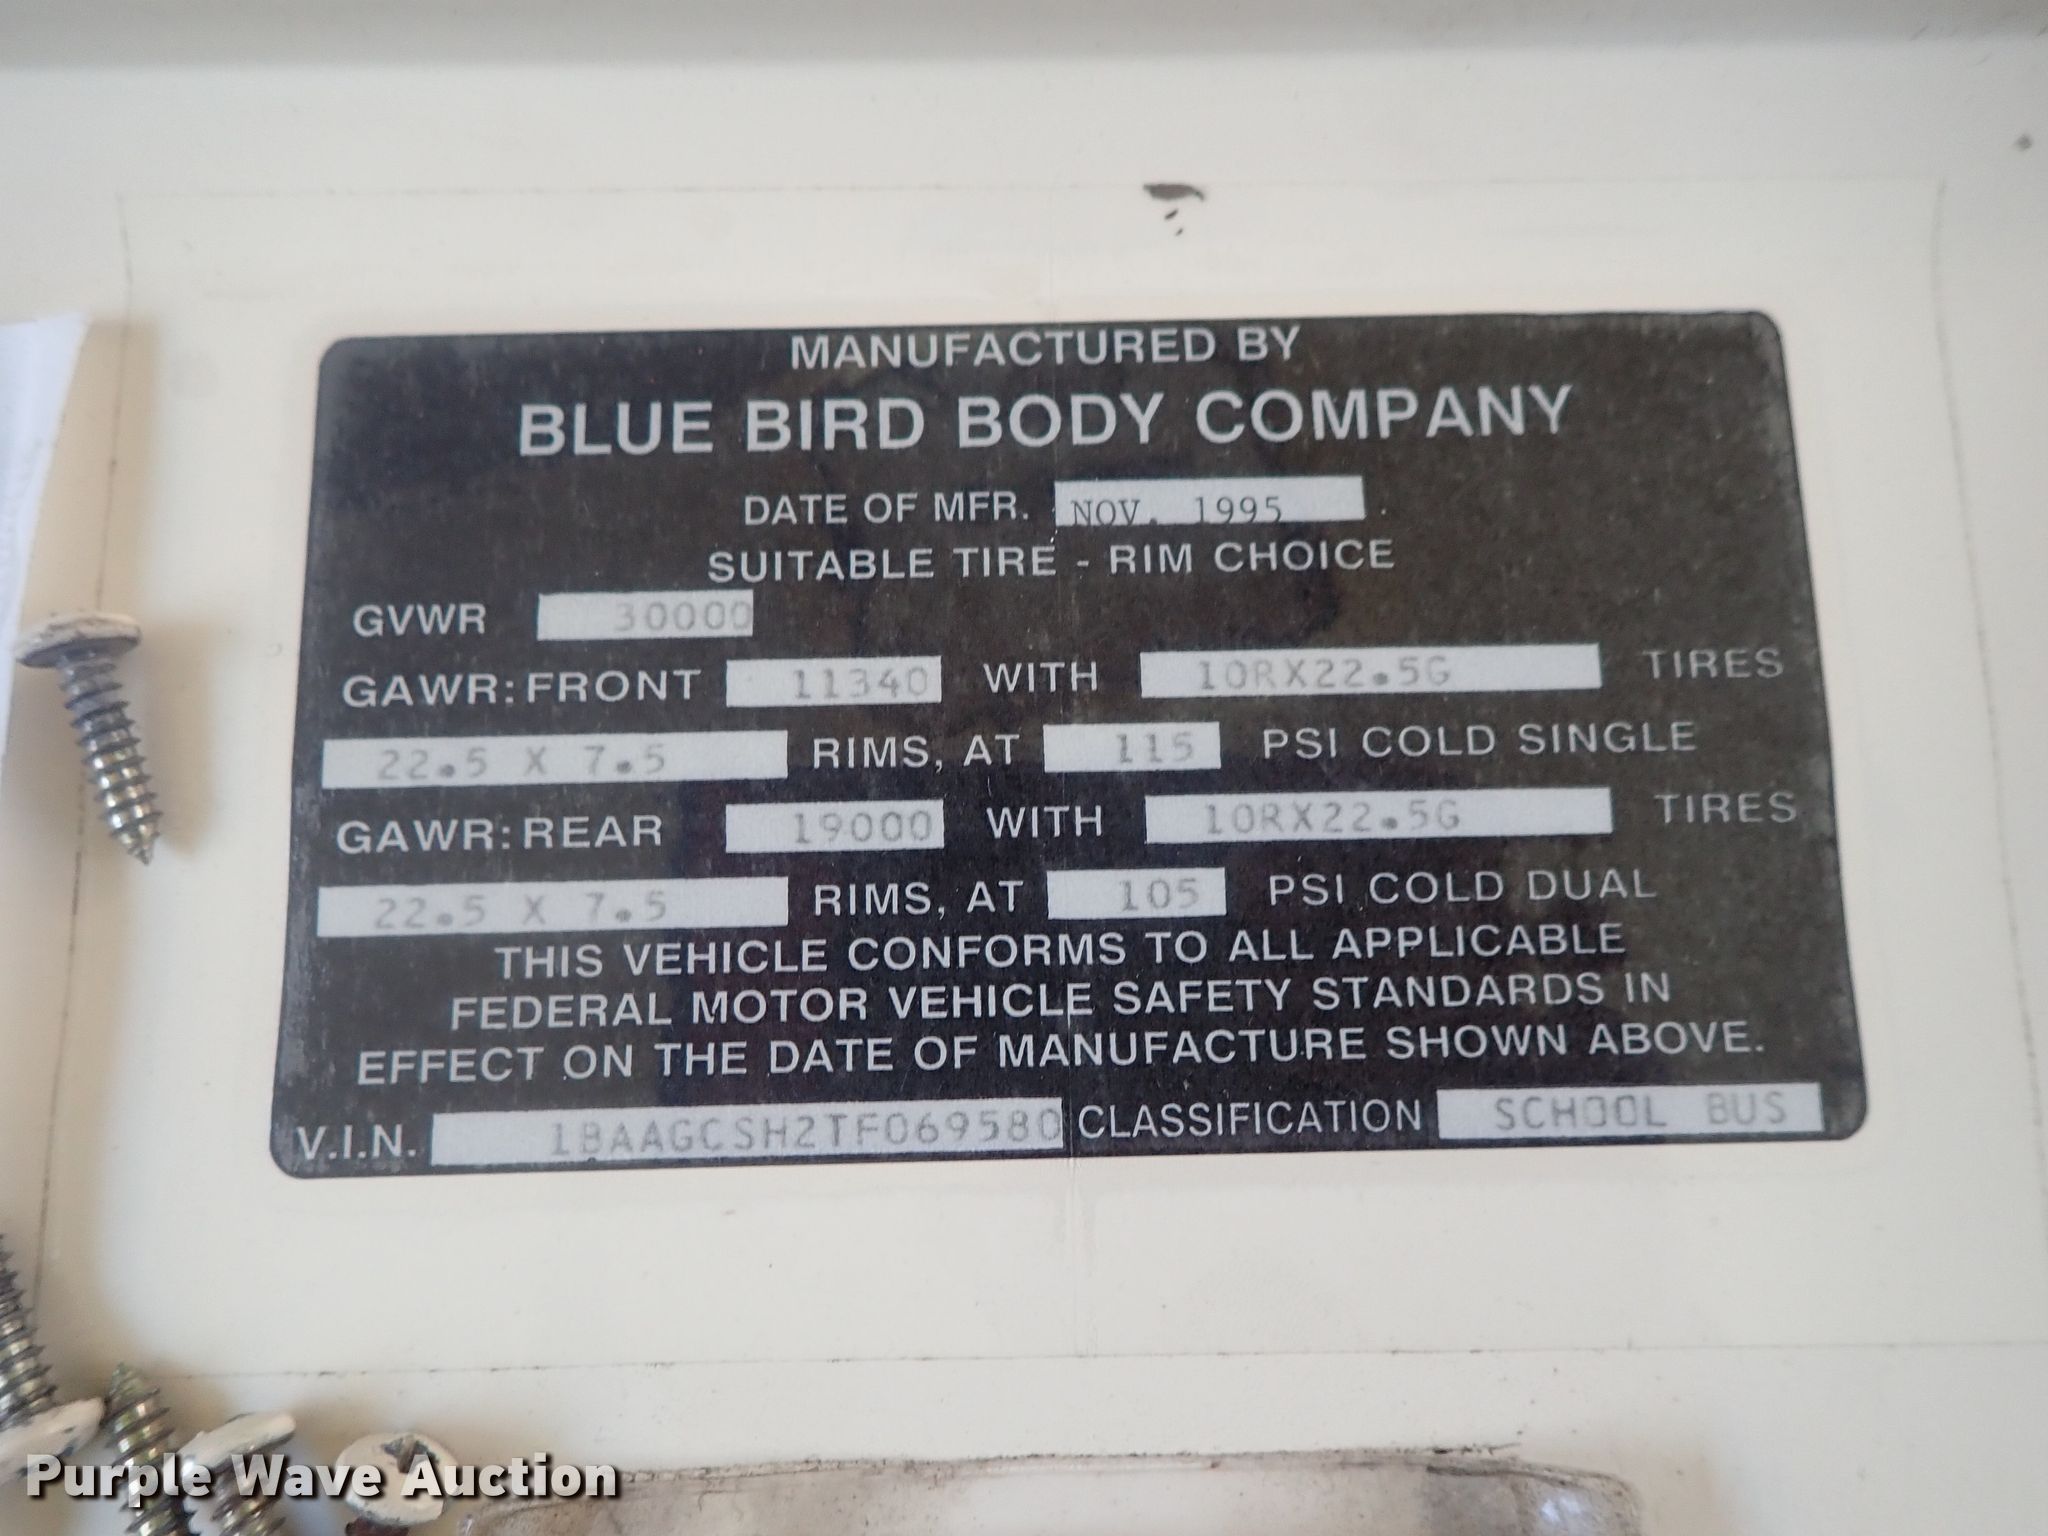 MANUFACTURED BY
BLUE BIRD BODY COMPANY
DATE OF MFR. NOV. 1995
SUITABLE TIRE - RIM CHOICE
GVWR 30000
GAWR: FRONT 11340 WITH 10RX22.5G TIRES
22.5 X 7.5 RIMS, AT 115 PSI COLD SINGLE
GAWR: REAR 19000 WITH 10RX22.5G TIRES
22.5 X 7.5 RIMS, AT 105 PSI COLD DUAL
THIS VEHICLE CONFORMS TO ALL APPLICABLE
FEDERAL MOTOR VEHICLE SAFETY STANDARDS IN
EFFECT ON THE DATE OF MANUFACTURE SHOWN ABOVE.
V.I.N. 1BAAGCSH2TF069580 CLASSIFICATION SCHOOL BUS
Purple Wave Auction